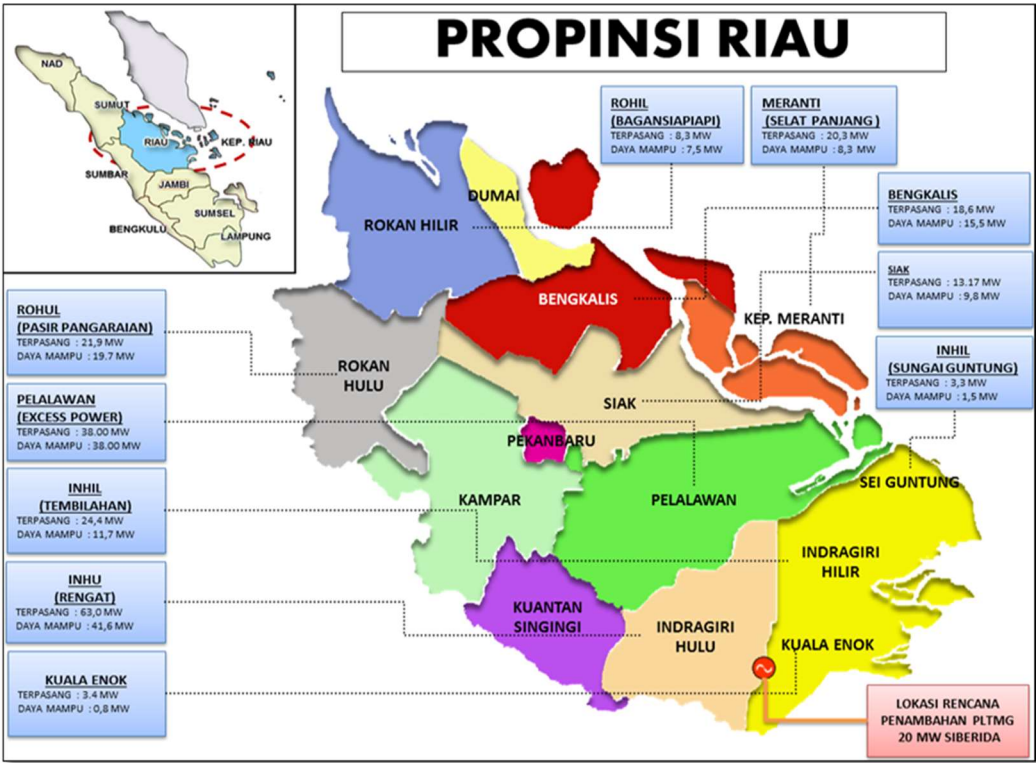 PROPINSI RIAU
NAD
SUMUT
RIAU
KEP. RIAU
SUMBAR
JAMBI
SUMSEL
BENGKULU
LAMPUNG
ROHIL
(BAGANSIAPIAPI)
TERPASANG : 8,3 MW
DAYA MAMPU : 7,5 MW
MERANTI
(SELAT PANJANG )
TERPASANG : 20,3 MW
DAYA MAMPU : 8,3 MW
BENGKALIS
TERPASANG : 18,6 MW
DAYA MAMPU : 15,5 MW
SIAK
TERPASANG : 13.17 MW
DAYA MAMPU : 9,8 MW
INHIL
(SUNGAI GUNTUNG)
TERPASANG : 3,3 MW
DAYA MAMPU : 1,5 MW
ROHUL
(PASIR PANGARAIAN)
TERPASANG : 21,9 MW
DAYA MAMPU : 19.7 MW
PELALAWAN
(EXCESS POWER)
TERPASANG : 38.00 MW
DAYA MAMPU : 38.00 MW
INHIL
(TEMBILAHAN)
TERPASANG : 24,4 MW
DAYA MAMPU : 11,7 MW
INHU
(RENGAT)
TERPASANG : 63,0 MW
DAYA MAMPU : 41,6 MW
KUALA ENOK
TERPASANG : 3.4 MW
DAYA MAMPU : 0,8 MW
DUMAI
ROKAN HILIR
BENGKALIS
KEP. MERANTI
ROKAN
HULU
SIAK
PEKANBARU
KAMPAR
PELALAWAN
SEI GUNTUNG
INDRAGIRI
HILIR
KUANTAN
SINGINGI
INDRAGIRI
HULU
KUALA ENOK
LOKASI RENCANA
PENAMBAHAN PLTMG
20 MW SIBERIDA